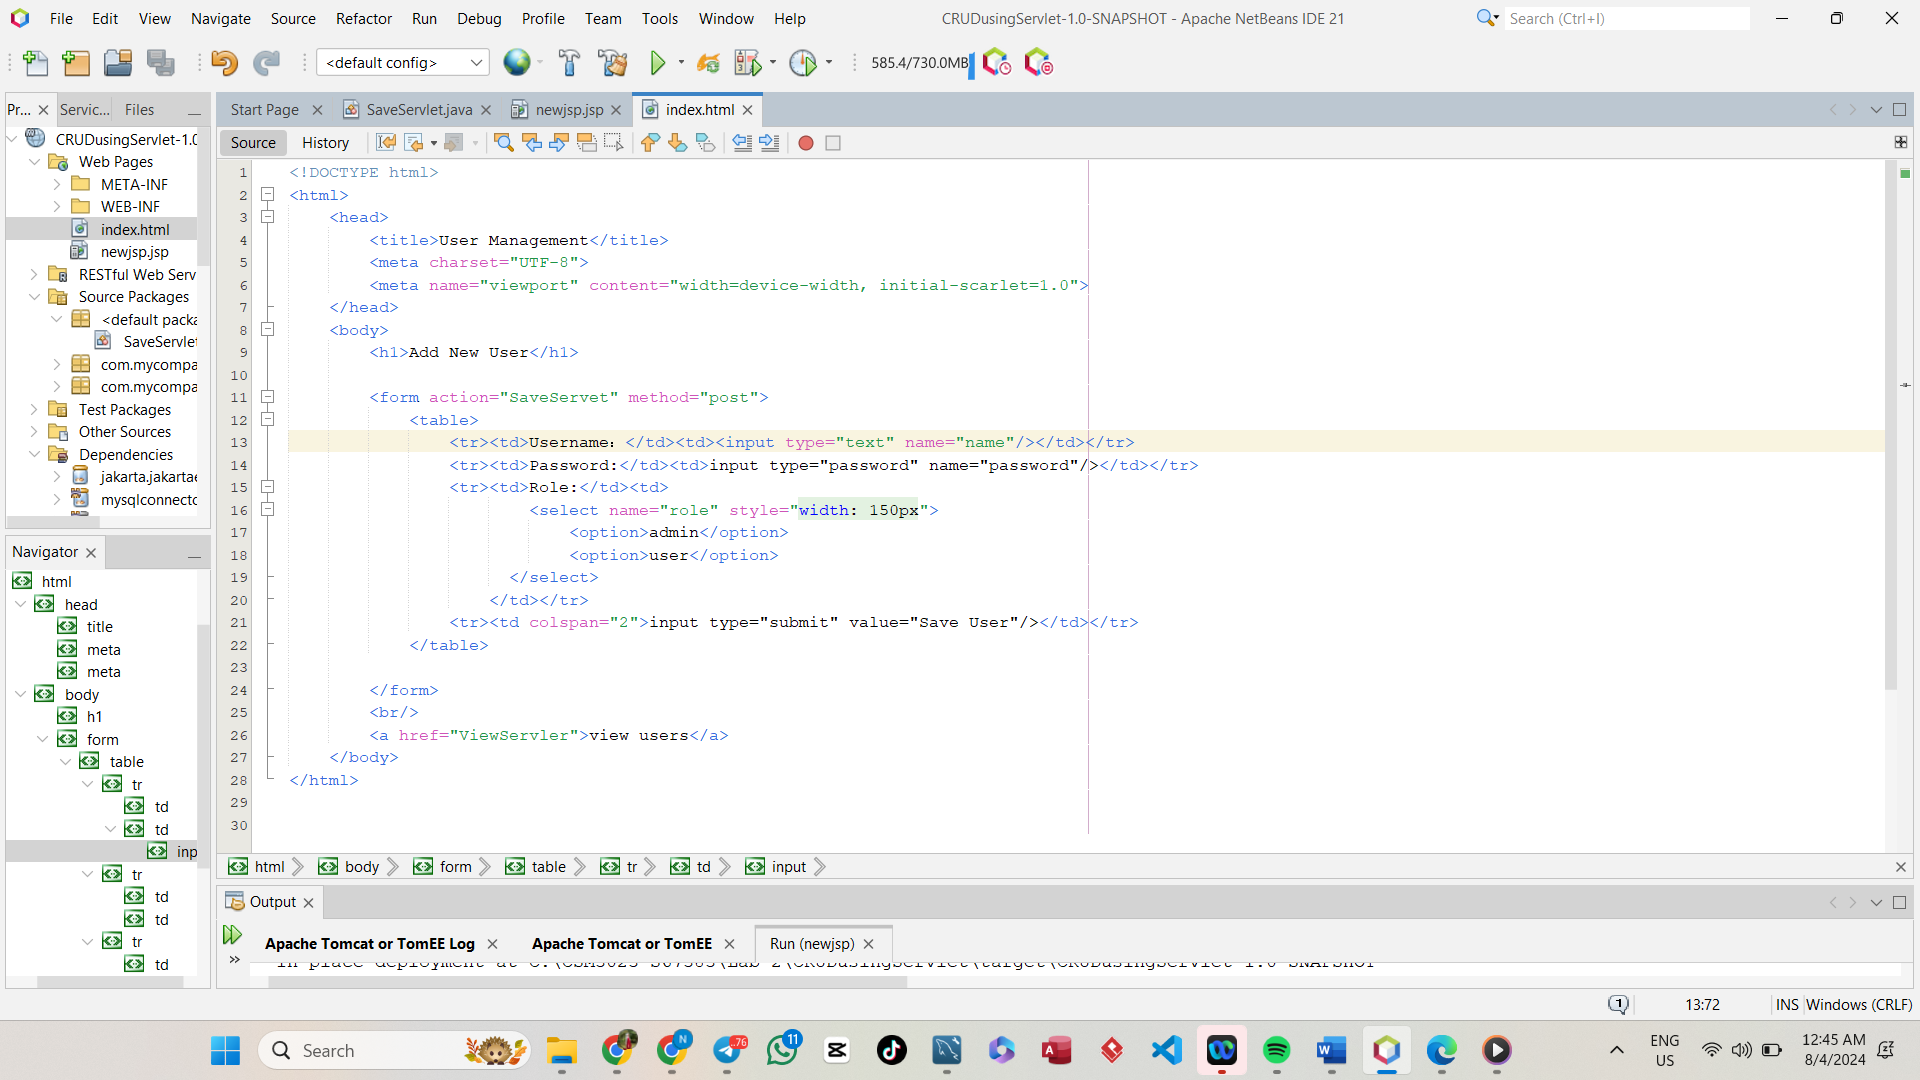 File Edit View Navigate Source Refactor Run Debug Profile Team Tools Window Help
CRUDusingServlet-1.0-SNAPSHOT - Apache NetBeans IDE 21
Search (Ctrl+I)
<default config>
585.4/730.0MB
Pr... Servic... Files
CRUDusingServlet-1.0
Web Pages
META-INF
WEB-INF
index.html
newjsp.jsp
RESTful Web Serv
Source Packages
<default packa
SaveServlet
com.mycompa
com.mycompa
Test Packages
Other Sources
Dependencies
jakarta.jakartae
mysqlconnecto
Navigator
html
head
title
meta
meta
body
h1
form
table
tr
td
td
inp
tr
td
td
tr
td
Start Page SaveServlet.java newjsp.jsp index.html
Source History
1 <!DOCTYPE html>
2 <html>
3 <head>
4 <title>User Management</title>
5 <meta charset="UTF-8">
6 <meta name="viewport" content="width=device-width, initial-scarlet=1.0">
7 </head>
8 <body>
9 <h1>Add New User</h1>
10
11 <form action="SaveServet" method="post">
12 <table>
13 <tr><td>Username: </td><td><input type="text" name="name"/></td></tr>
14 <tr><td>Password:</td><td>input type="password" name="password"/></td></tr>
15 <tr><td>Role:</td><td>
16 <select name="role" style="width: 150px">
17 <option>admin</option>
18 <option>user</option>
19 </select>
20 </td></tr>
21 <tr><td colspan="2">input type="submit" value="Save User"/></td></tr>
22 </table>
23
24 </form>
25 <br/>
26 <a href="ViewServler">view users</a>
27 </body>
28 </html>
29
30
html body form table tr td input
Output
Apache Tomcat or TomEE Log Apache Tomcat or TomEE Run (newjsp)
1 13:72 INS Windows (CRLF)
Search
N
.76
11
ENG
US
12:45 AM
8/4/2024